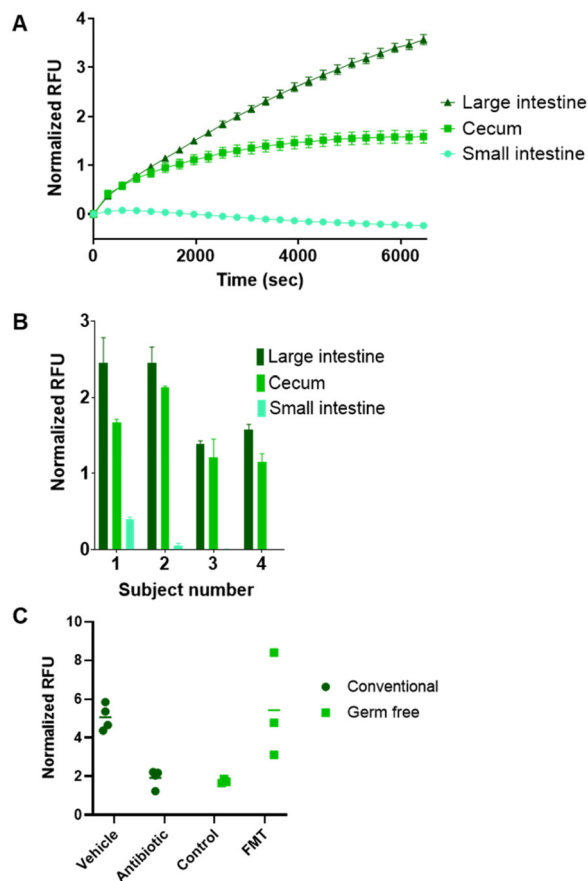 A
Normalized RFU
4
3
2
1
0
0 2000 4000 6000
Time (sec)
Large intestine
Cecum
Small intestine
B
Normalized RFU
3
2
1
0
1 2 3 4
Subject number
Large intestine
Cecum
Small intestine
C
Normalized RFU
10
8
6
4
2
0
Vehicle Antibiotic Control FMT
Conventional
Germ free